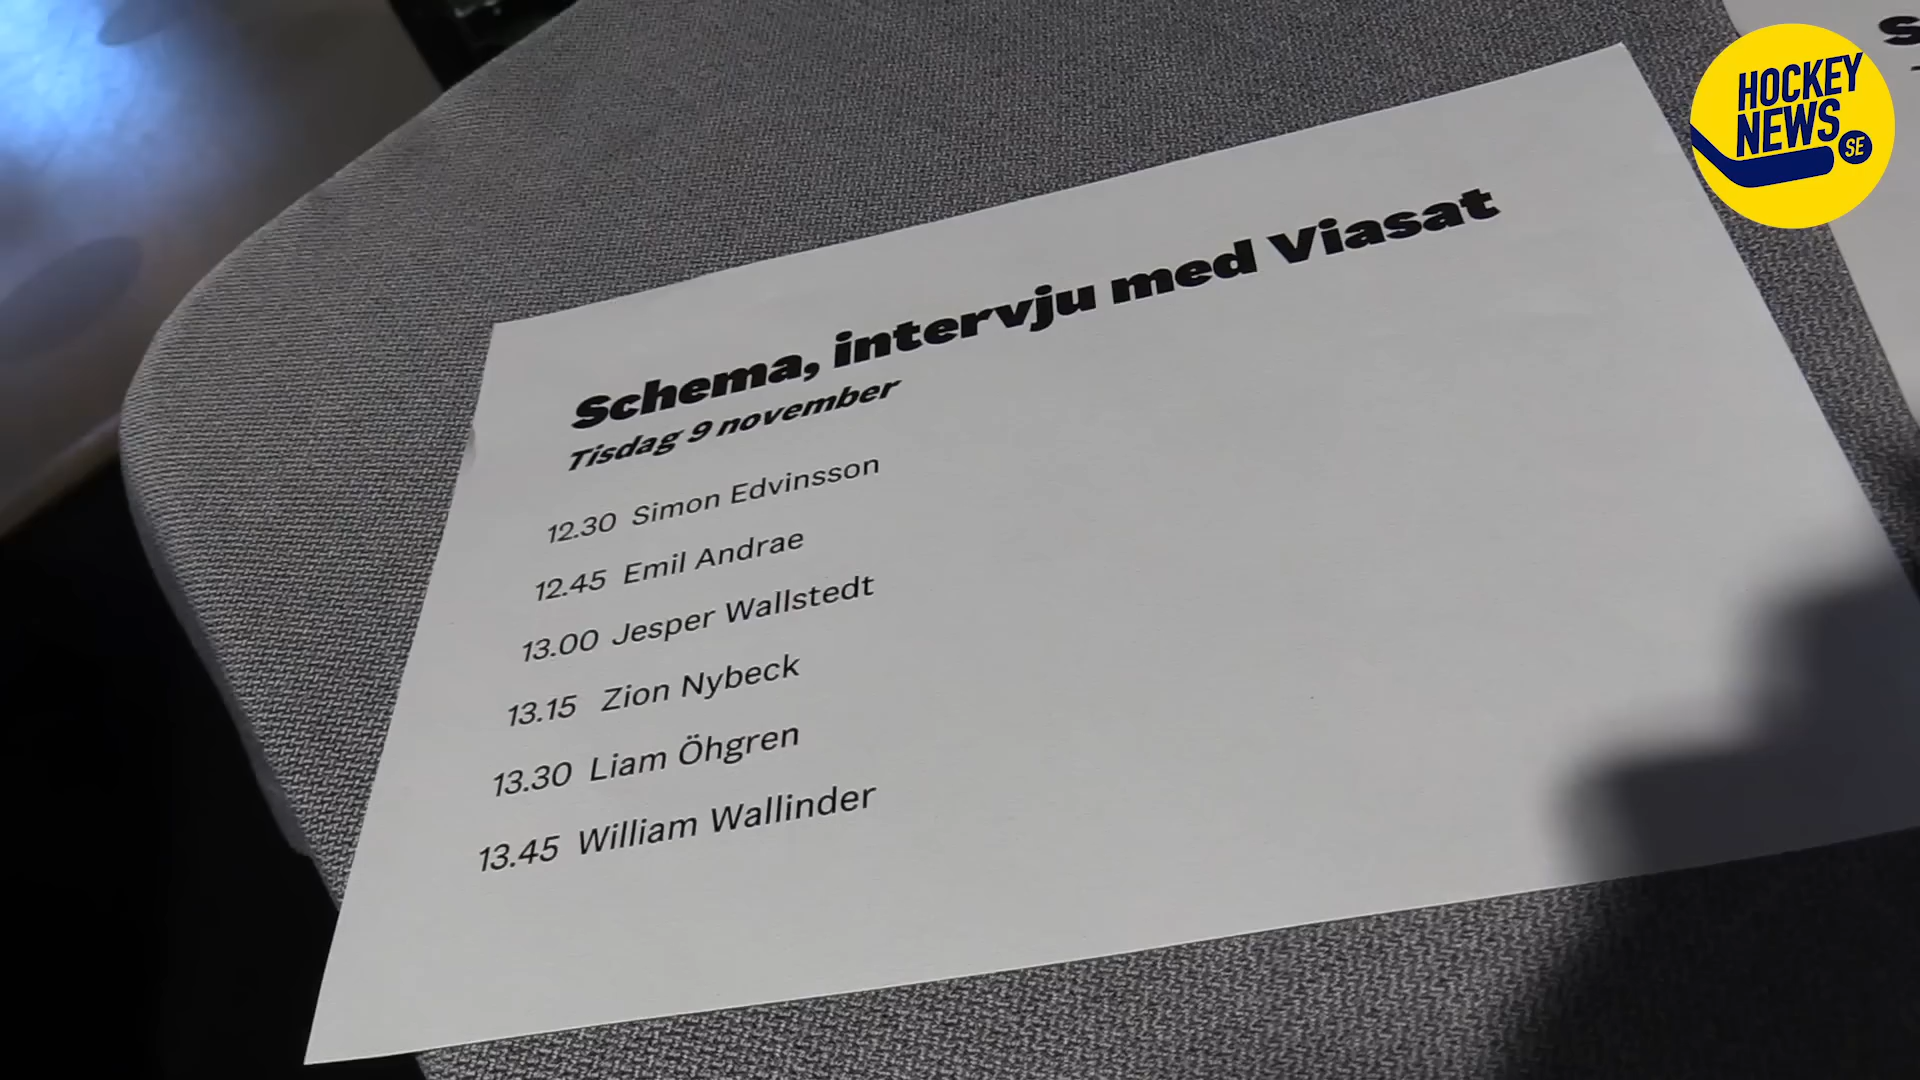 Schema, intervju med Viasat
Tisdag 9 november
12.30 Simon Edvinsson
12.45 Emil Andrae
13.00 Jesper Wallstedt
13.15 Zion Nybeck
13.30 Liam Öhgren
13.45 William Wallinder
HOCKEY
NEWS
SE